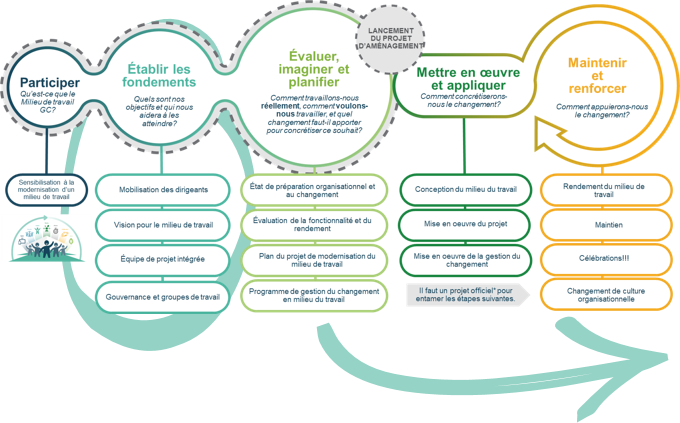 LANCEMENT
DU PROJET
D'AMÉNAGEMENT
Participer
Qu'est-ce que le
Milieu de travail
GC?
Établir les
fondements
Quels sont nos
objectifs et qui nous
aidera à les
atteindre?
Évaluer,
imaginer et
planifier
Comment travaillons-nous
réellement, comment voulons-
nous travailler, et quel
changement faut-il apporter
pour concrétiser ce souhait?
Mettre en œuvre
et appliquer
Comment concrétiserons-
nous le changement?
Maintenir
et
renforcer
Comment appuierons-nous
le changement?
Sensibilisation à la
modernisation d'un
milieu de travail
Mobilisation des dirigeants
Vision pour le milieu de travail
Équipe de projet intégrée
Gouvernance et groupes de travail
État de préparation organisationnel et
au changement
Évaluation de la fonctionnalité et du
rendement
Plan du projet de modernisation du
milieu de travail
Programme de gestion du changement
en milieu du travail
Conception du milieu du travail
Mise en oeuvre du projet
Mise en oeuvre de la gestion du
changement
Il faut un projet officiel* pour
entamer les étapes suivantes.
Rendement du milieu de
travail
Maintien
Célébrations!!!
Changement de culture
organisationnelle